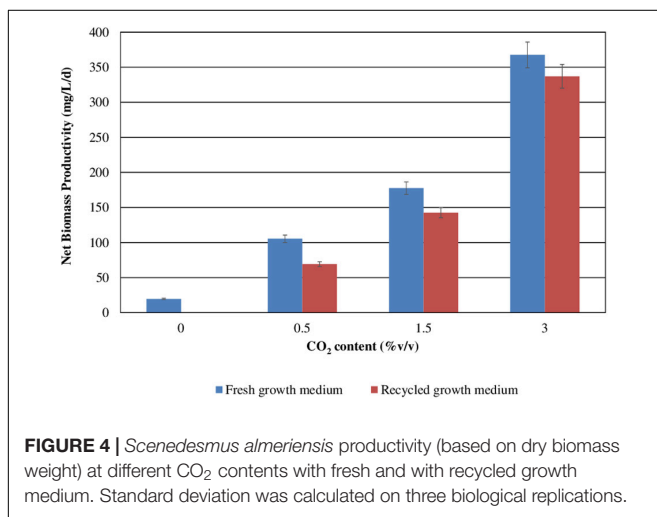 400
350
300
250
200
150
100
50
0
Net Biomass Productivity (mg/L/d)
0 0.5 1.5 3
CO₂ content (%v/v)
Fresh growth medium Recycled growth medium
FIGURE 4 | Scenedesmus almeriensis productivity (based on dry biomass
weight) at different CO₂ contents with fresh and with recycled growth
medium. Standard deviation was calculated on three biological replications.